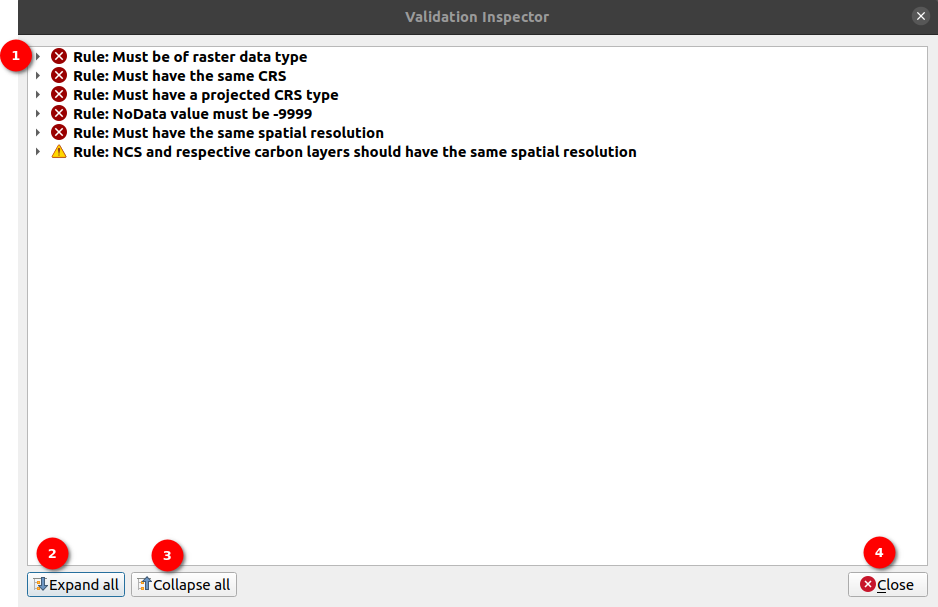 Validation Inspector
1
Rule: Must be of raster data type
Rule: Must have the same CRS
Rule: Must have a projected CRS type
Rule: NoData value must be -9999
Rule: Must have the same spatial resolution
Rule: NCS and respective carbon layers should have the same spatial resolution
2 3 4
Expand all Collapse all Close